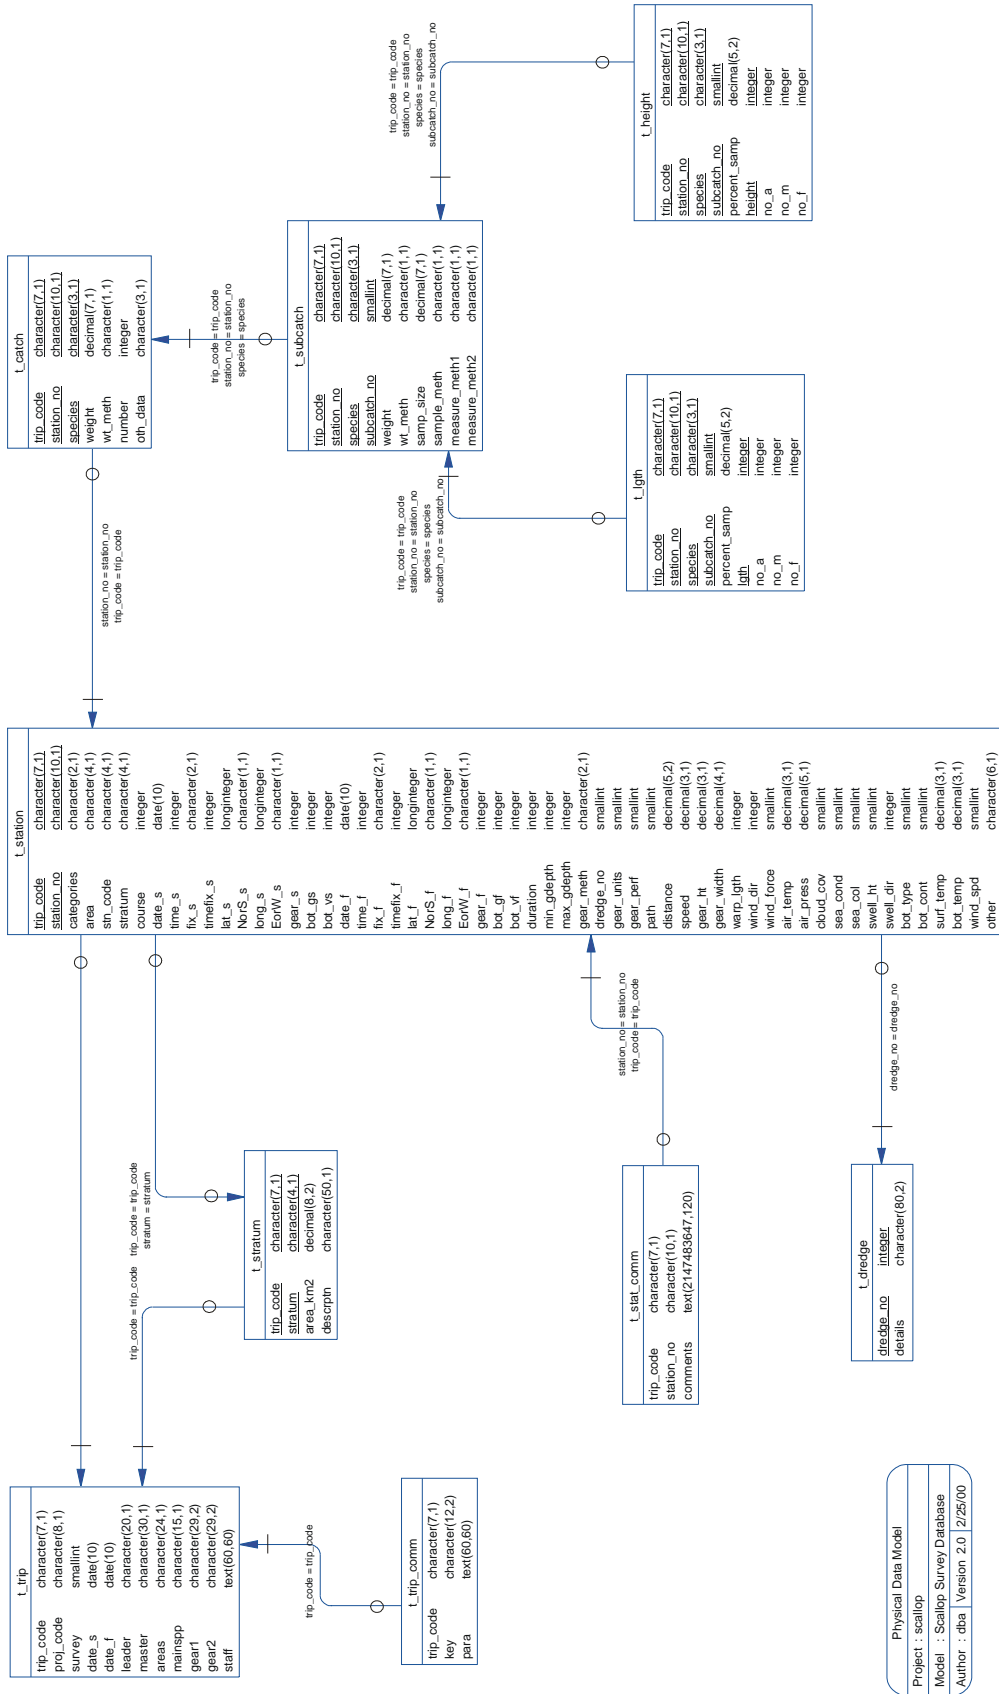 t_trip
trip_code character(7,1)
proj_code character(8,1)
survey smallint
date_s date(10)
date_f date(10)
leader character(20,1)
master character(30,1)
areas character(24,1)
mainspp character(15,1)
gear1 character(29,2)
gear2 character(29,2)
staff text(60,60)
trip_code = trip_code
t_trip_comm
trip_code character(7,1)
key character(12,2)
para text(60,60)
trip_code = trip_code
trip_code = trip_code
stratum = stratum
trip_code = trip_code
t_stratum
trip_code character(7,1)
stratum character(4,1)
area_km2 decimal(8,2)
descrptn character(50,1)
t_stat_comm
trip_code character(7,1)
station_no character(10,1)
comments text(2147483647,120)
station_no = station_no
trip_code = trip_code
t_dredge
dredge_no integer
details character(80,2)
dredge_no = dredge_no
t_station
trip_code character(7,1)
station_no character(10,1)
categories character(2,1)
area character(4,1)
stn_code character(4,1)
stratum character(4,1)
course integer
date_s date(10)
time_s integer
fix_s character(2,1)
timefix_s integer
lat_s longinteger
NorS_s character(1,1)
long_s longinteger
EorW_s character(1,1)
gear_s integer
bot_gs integer
bot_vs integer
date_f date(10)
time_f integer
fix_f character(2,1)
timefix_f integer
lat_f longinteger
NorS_f character(1,1)
long_f longinteger
EorW_f character(1,1)
gear_f integer
bot_gf integer
bot_vf integer
duration integer
min_gdepth integer
max_gdepth integer
gear_meth character(2,1)
dredge_no smallint
gear_units smallint
gear_perf smallint
path smallint
distance decimal(5,2)
speed decimal(3,1)
gear_ht decimal(3,1)
gear_width decimal(4,1)
warp_lgth integer
wind_dir integer
wind_force smallint
air_temp decimal(3,1)
air_press decimal(5,1)
cloud_cov smallint
sea_cond smallint
sea_col smallint
swell_ht smallint
swell_dir integer
bot_type smallint
bot_cont smallint
surf_temp decimal(3,1)
bot_temp decimal(3,1)
wind_spd smallint
other character(6,1)
station_no = station_no
trip_code = trip_code
t_catch
trip_code character(7,1)
station_no character(10,1)
species character(3,1)
weight decimal(7,1)
wt_meth character(1,1)
number integer
oth_data character(3,1)
trip_code = trip_code
station_no = station_no
species = species
t_subcatch
trip_code character(7,1)
station_no character(10,1)
species character(3,1)
subcatch_no smallint
weight decimal(7,1)
wt_meth character(1,1)
samp_size decimal(7,1)
sample_meth character(1,1)
measure_meth1 character(1,1)
measure_meth2 character(1,1)
trip_code = trip_code
station_no = station_no
species = species
subcatch_no = subcatch_no
t_lgth
trip_code character(7,1)
station_no character(10,1)
species character(3,1)
subcatch_no smallint
percent_samp decimal(5,2)
lgth integer
no_a integer
no_m integer
no_f integer
trip_code = trip_code
station_no = station_no
species = species
subcatch_no = subcatch_no
t_height
trip_code character(7,1)
station_no character(10,1)
species character(3,1)
subcatch_no smallint
percent_samp decimal(5,2)
height integer
no_a integer
no_m integer
no_f integer
Physical Data Model
Project : scallop
Model : Scallop Survey Database
Author : dba Version 2.0 2/25/00